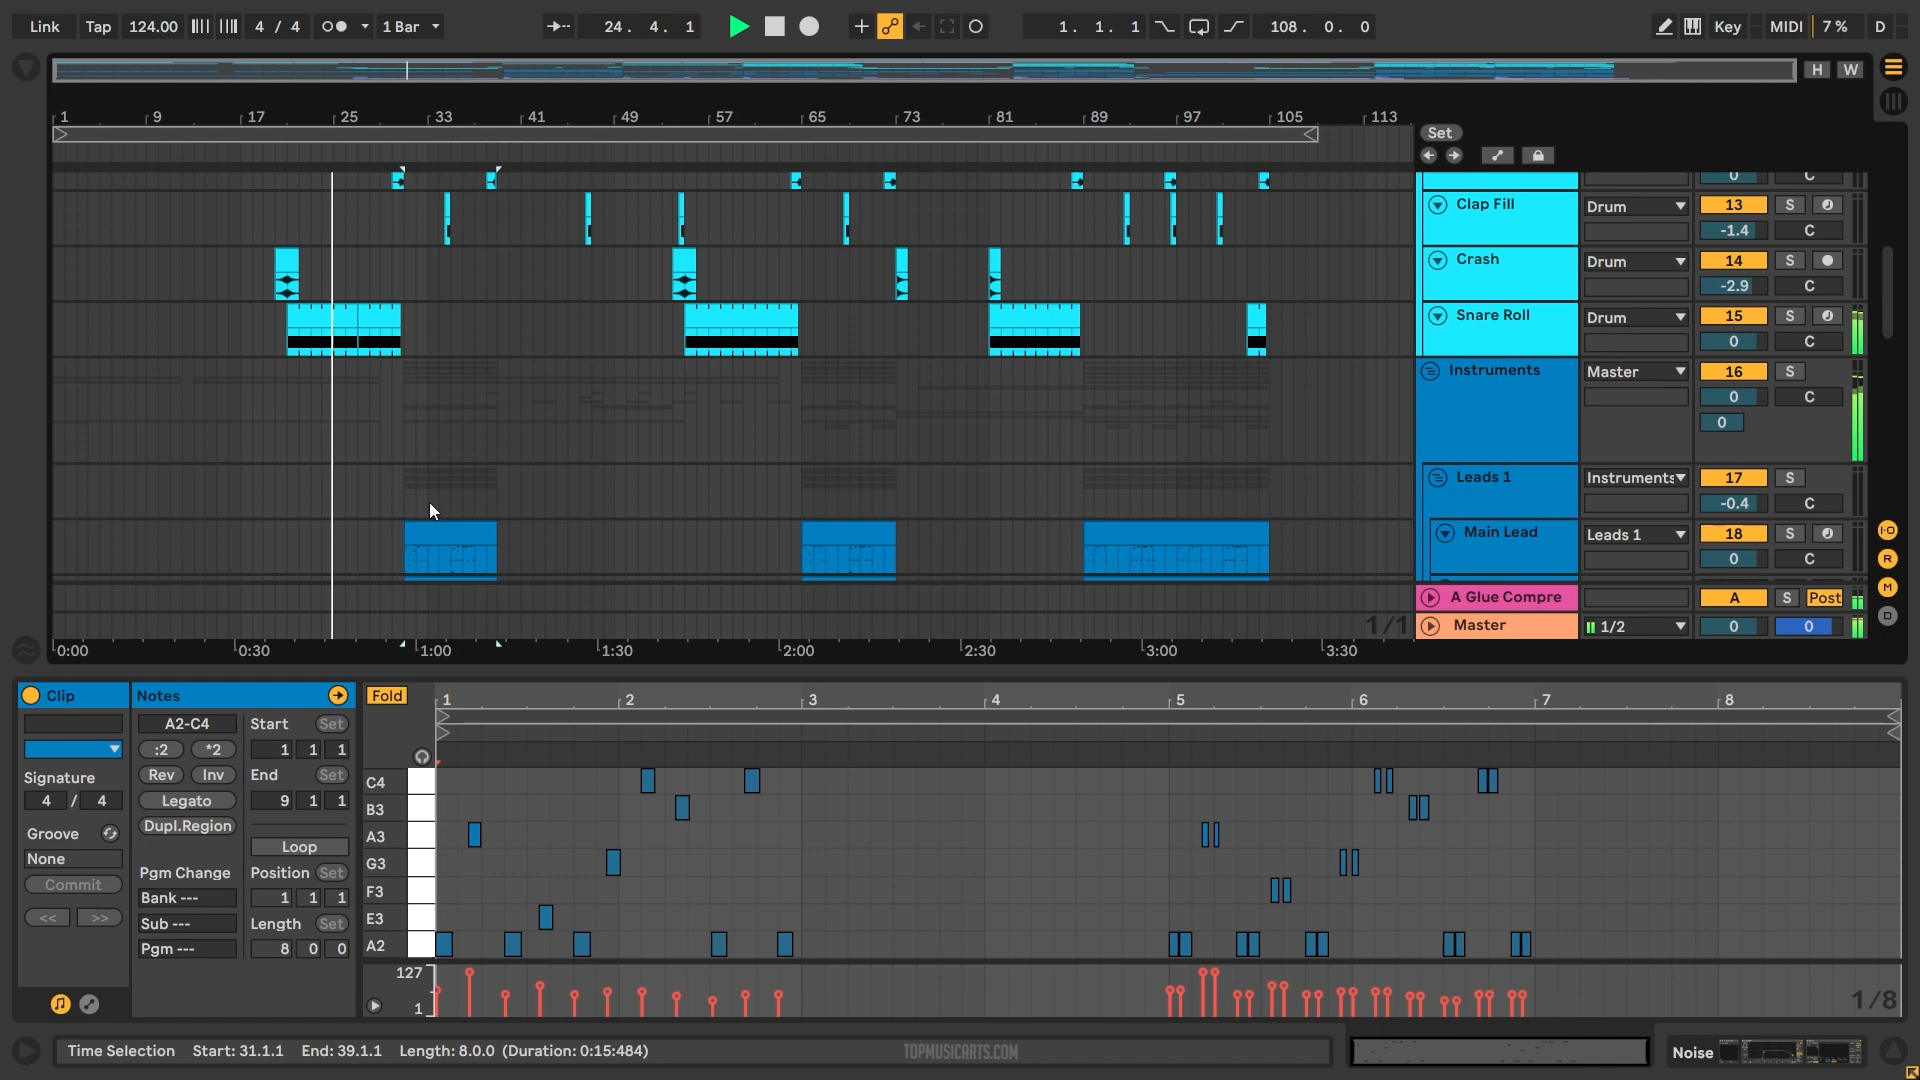 Link Tap 124.00 4 / 4 1 Bar 24. 4. 1 1. 1. 1 108. 0. 0 Key MIDI 7 % D
H W
1 9 17 25 33 41 49 57 65 73 81 89 97 105 113
Set
0 C
Clap Fill Drum 13 S
-1.4 C
Crash Drum 14 S
-2.9 C
Snare Roll Drum 15 S
0 C
Instruments Master 16 S
0 C
0
Leads 1 Instruments 17 S
-0.4 C
Main Lead Leads 1 18 S
0 C
I·O
R
M
D
A Glue Compre A S Post
1/1 Master 1/2 0 0
0:00 0:30 1:00 1:30 2:00 2:30 3:00 3:30
Clip Notes Fold 1 2 3 4 5 6 7 8
A2-C4 Start Set
:2 *2 1 1 1
Signature Rev Inv End Set
4 / 4 Legato 9 1 1
Groove Dupl.Region
None Loop
Commit Pgm Change Position Set
Bank --- 1 1 1
<< >> Sub --- Length Set
Pgm --- 8 0 0
C4
B3
A3
G3
F3
E3
A2
127
1 1/8
Time Selection Start: 31.1.1 End: 39.1.1 Length: 8.0.0 (Duration: 0:15:484) TOPMUSICARTS.COM Noise